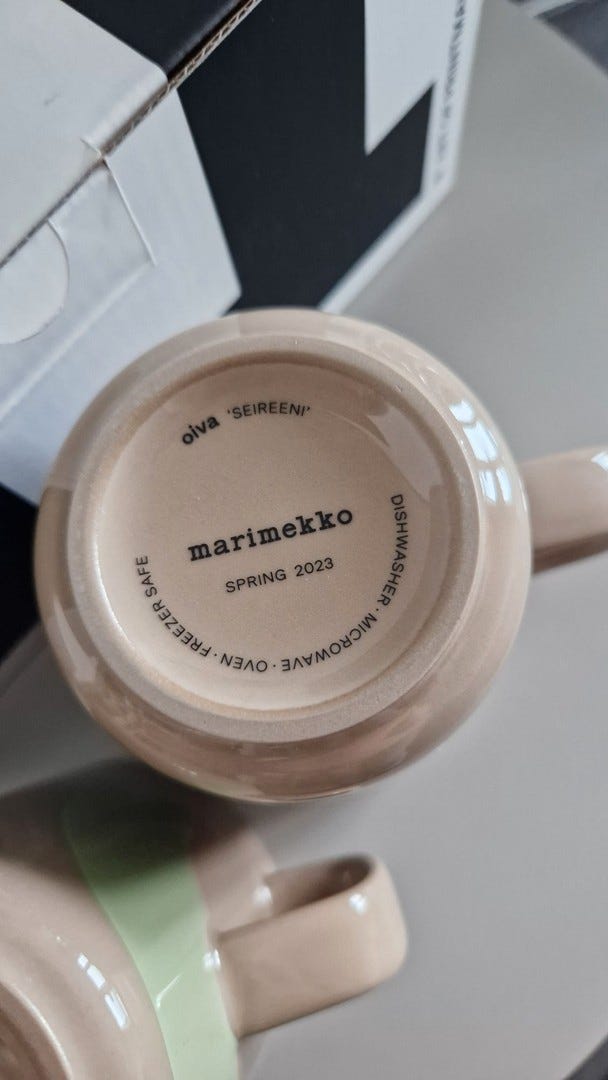 oiva 'SEIREENI'
marimekko
SPRING 2023
DISHWASHER · MICROWAVE · OVEN · FREEZER SAFE